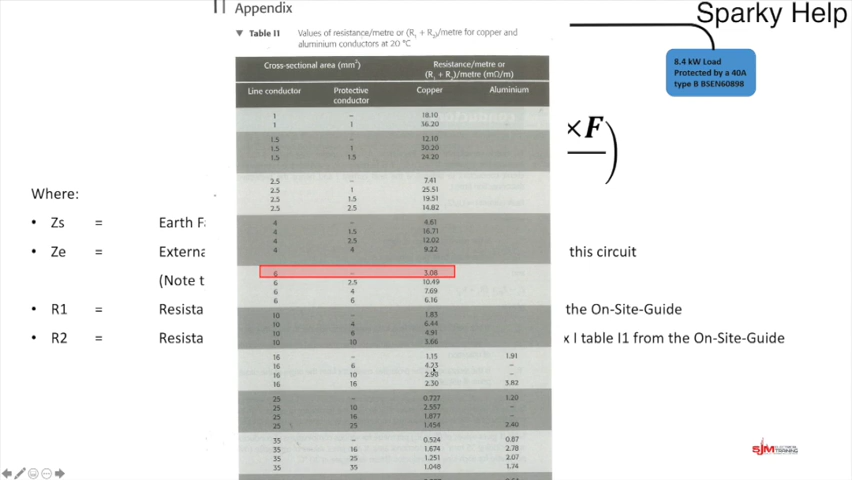 I1 Appendix
Sparky Help
▼ Table I1 Values of resistance/metre or (R1 + R2)/metre for copper and
aluminium conductors at 20 °C
8.4 kW Load
Protected by a 40A
type B BSEN60898
Cross-sectional area (mm²) Resistance/metre or
(R1 + R2)/metre (mΩ/m)
Line conductor Protective
conductor Copper Aluminium
1 – 18.10
1 1 36.20
1.5 – 12.10
1.5 1 30.20
1.5 1.5 24.20
2.5 – 7.41
2.5 1 25.51
2.5 1.5 19.51
2.5 2.5 14.82
4 – 4.61
4 1.5 16.71
4 2.5 12.02
4 4 9.22
6 – 3.08
6 2.5 10.49
6 4 7.69
6 6 6.16
10 – 1.83
10 4 6.44
10 6 4.91
10 10 3.66
16 – 1.15 1.91
16 6 4.23 –
16 10 2.98 –
16 16 2.30 3.82
25 – 0.727 1.20
25 10 2.557 –
25 16 1.877 –
25 25 1.454 2.40
35 – 0.524 0.87
35 16 1.674 2.78
35 25 1.251 2.07
35 35 1.048 1.74
×F
)
Where:
• Zs = Earth F
• Ze = Externa this circuit
(Note t
• R1 = Resista the On-Site-Guide
• R2 = Resista x I table I1 from the On-Site-Guide
SJM